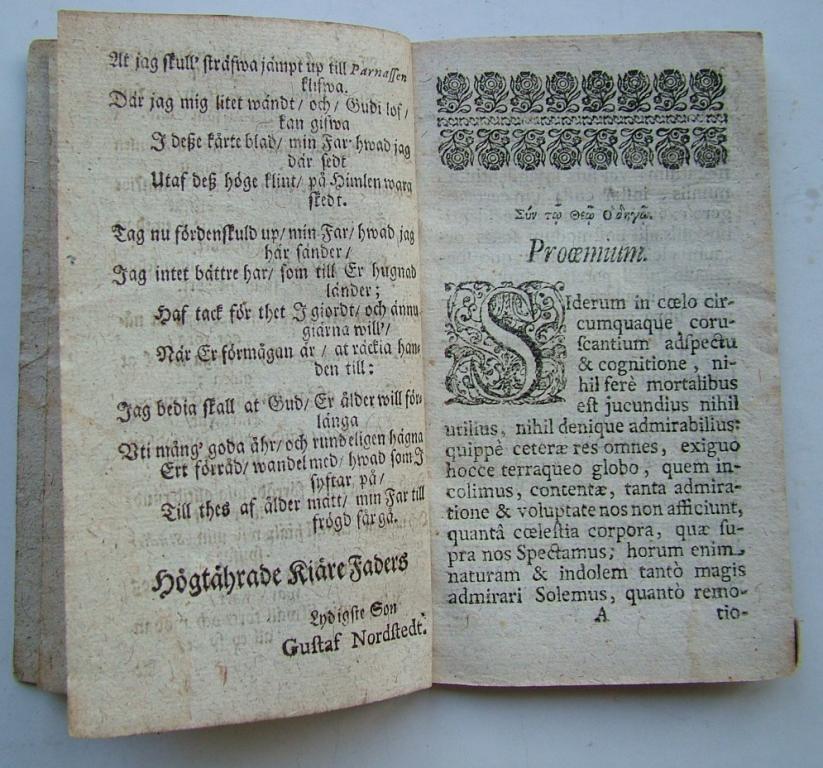 At jag skull' sträfwa jämpt up till Parnassen
klifwa.
Där jag mig litet wändt / och / Gudi lof /
kan gifwa
I deße kärte blad / min Far hwad jag
där sedt
Utaf deß höge klint / på Himlen wara
skedt.
Tag nu fördenskuld up / min Far / hwad jag
här sänder /
Jag intet bättre har / som till Er hugnad
länder ;
Haf tack för thet I giordt / och ännu
giärna will' /
När Er förmågan är / at räckia han-
den till :
Jag bedia skall at Gud / Er ålder will för-
länga
Uti mång' goda åhr / och rundeligen hägna
Ert förråd / wandel med / hwad som I
syftar på /
Till thes af ålder mätt / min Far till
frögd får gå.
Högtährade Kiäre Faders
Lydigste Son
Gustaf Nordstedt.
Σύν τῳ Θεῷ Ὁδηγῷ.
Proœmium.
SIderum in cœlo cir-
cumquaque coru-
ſcantium adſpectu
& cognitione , ni-
hil ferè mortalibus
eſt jucundius nihil
utilius, nihil denique admirabilius:
quippè ceteræ res omnes, exiguo
hocce terraqueo globo, quem in-
colimus, contentæ, tanta admira-
tione & voluptate nos non afficiunt,
quantâ cœleſtia corpora, quæ ſu-
pra nos Spectamus; horum enim
naturam & indolem tantò magis
admirari Solemus, quantò remo-
A tio-